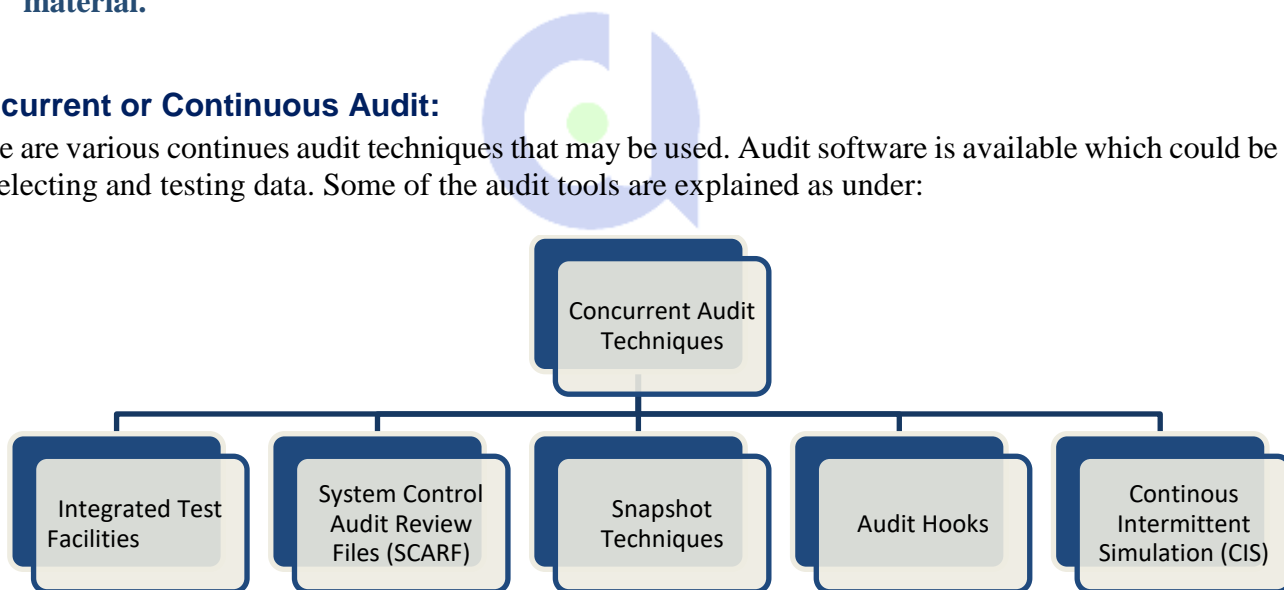 material.
current or Continuous Audit:
e are various continues audit techniques that may be used. Audit software is available which could be
electing and testing data. Some of the audit tools are explained as under:
Concurrent Audit
Techniques
Integrated Test
Facilities
System Control
Audit Review
Files (SCARF)
Snapshot
Techniques
Audit Hooks
Continous
Intermittent
Simulation (CIS)